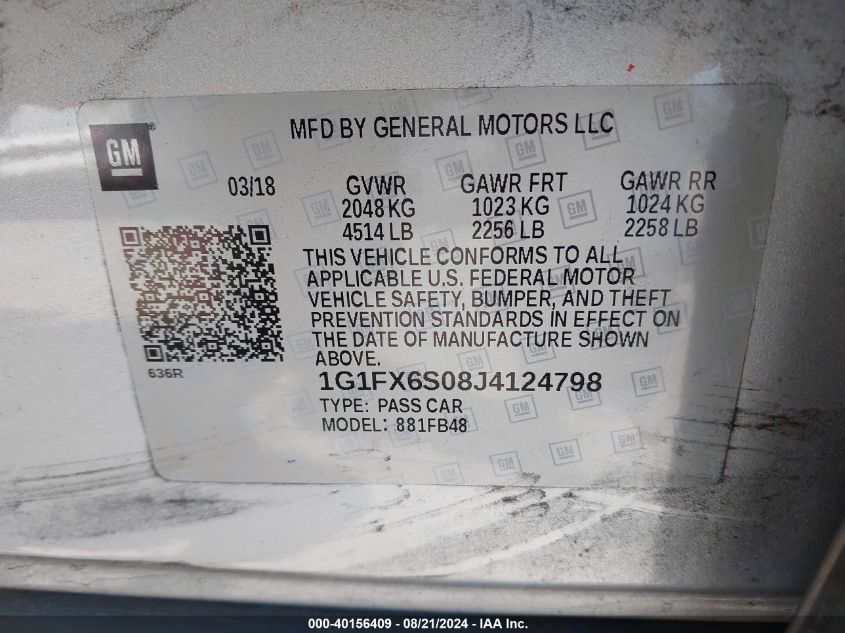 GM
MFD BY GENERAL MOTORS LLC
03/18 GVWR GAWR FRT GAWR RR
2048 KG 1023 KG 1024 KG
4514 LB 2256 LB 2258 LB
THIS VEHICLE CONFORMS TO ALL
APPLICABLE U.S. FEDERAL MOTOR
VEHICLE SAFETY, BUMPER, AND THEFT
PREVENTION STANDARDS IN EFFECT ON
THE DATE OF MANUFACTURE SHOWN
ABOVE.
636R
1G1FX6S08J4124798
TYPE: PASS CAR
MODEL: 881FB48
000-40156409 - 08/21/2024 - IAA, Inc.